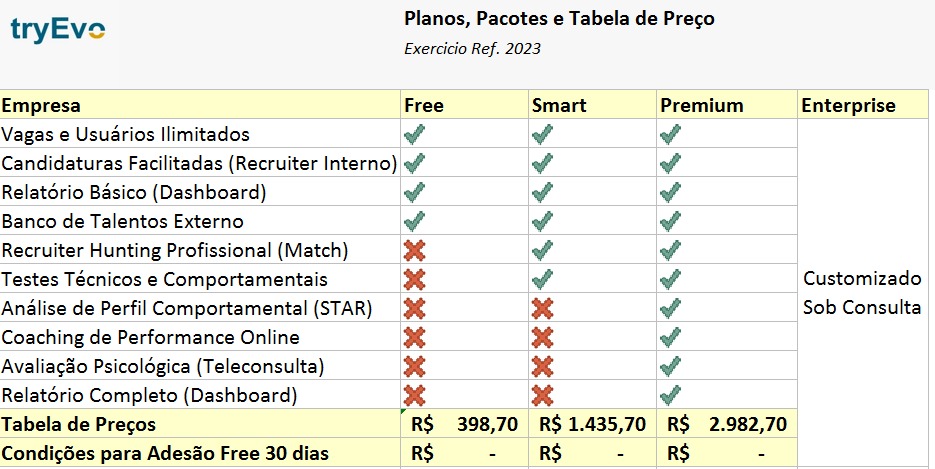 tryEvo
Planos, Pacotes e Tabela de Preço
Exercicio Ref. 2023
Empresa Free Smart Premium Enterprise
Vagas e Usuários Ilimitados
Candidaturas Facilitadas (Recruiter Interno)
Relatório Básico (Dashboard)
Banco de Talentos Externo
Recruiter Hunting Profissional (Match)
Testes Técnicos e Comportamentais
Análise de Perfil Comportamental (STAR)
Coaching de Performance Online
Avaliação Psicológica (Teleconsulta)
Relatório Completo (Dashboard)
Customizado
Sob Consulta
Tabela de Preços R$ 398,70 R$ 1.435,70 R$ 2.982,70
Condições para Adesão Free 30 dias R$ - R$ - R$ -